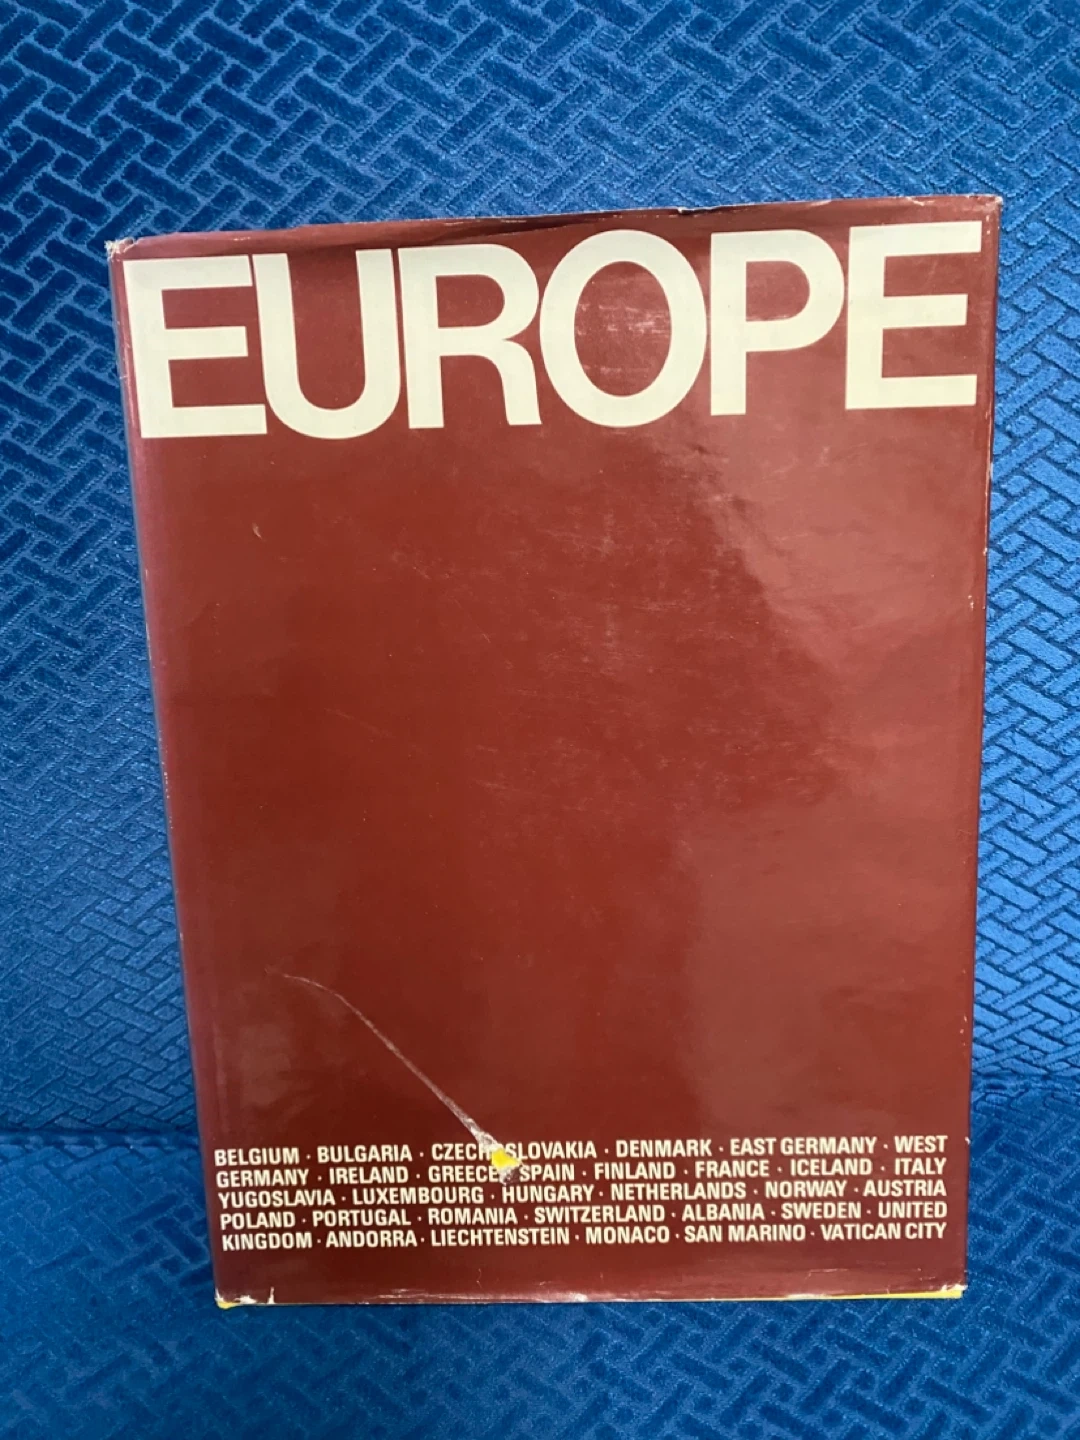 EUROPE
BELGIUM · BULGARIA · CZECHOSLOVAKIA · DENMARK · EAST GERMANY · WEST
GERMANY · IRELAND · GREECE · SPAIN · FINLAND · FRANCE · ICELAND · ITALY
YUGOSLAVIA · LUXEMBOURG · HUNGARY · NETHERLANDS · NORWAY · AUSTRIA
POLAND · PORTUGAL · ROMANIA · SWITZERLAND · ALBANIA · SWEDEN · UNITED
KINGDOM · ANDORRA · LIECHTENSTEIN · MONACO · SAN MARINO · VATICAN CITY